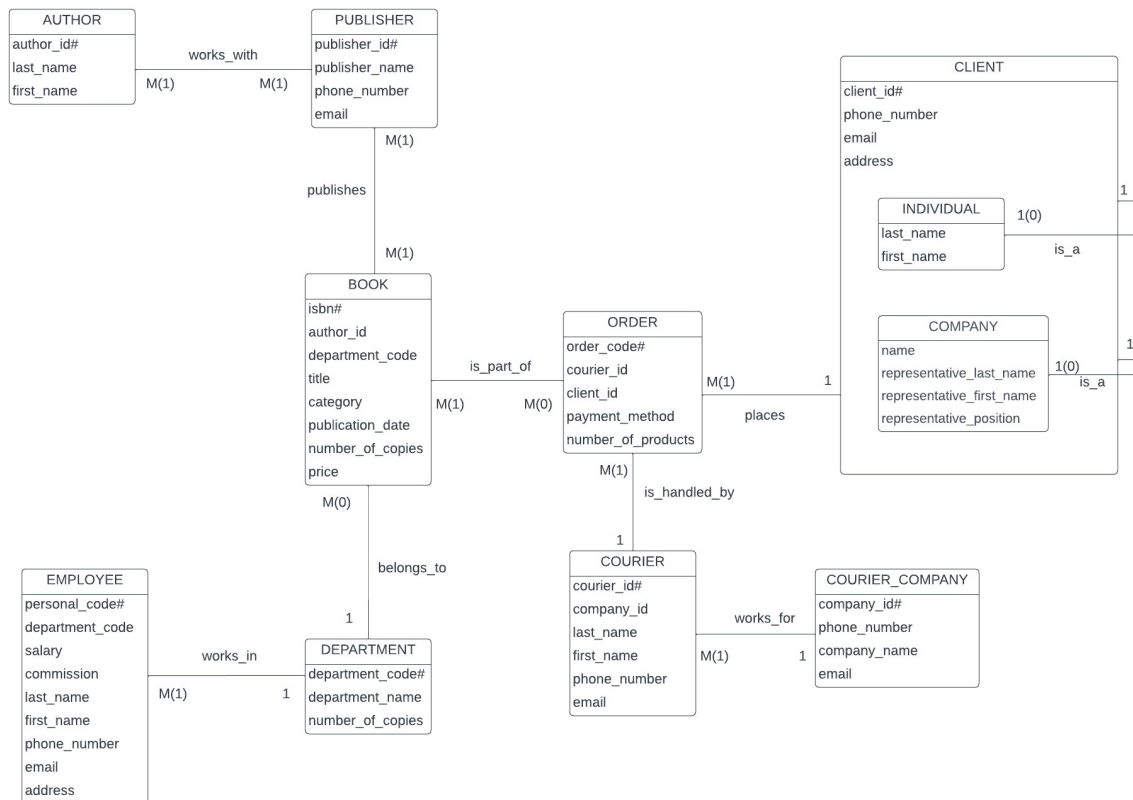 AUTHOR
author_id#
last_name
first_name
works_with
M(1)
M(1)
PUBLISHER
publisher_id#
publisher_name
phone_number
email
M(1)
publishes
M(1)
BOOK
isbn#
author_id
department_code
title
category
publication_date
number_of_copies
price
is_part_of
M(1)
M(0)
ORDER
order_code#
courier_id
client_id
payment_method
number_of_products
M(1)
1
places
CLIENT
client_id#
phone_number
email
address
1
INDIVIDUAL
last_name
first_name
1(0)
is_a
COMPANY
name
representative_last_name
representative_first_name
representative_position
1
1(0)
is_a
M(1)
is_handled_by
1
COURIER
courier_id#
company_id
last_name
first_name
phone_number
email
works_for
M(1)
1
COURIER_COMPANY
company_id#
phone_number
company_name
email
M(0)
belongs_to
1
DEPARTMENT
department_code#
department_name
number_of_copies
works_in
M(1)
1
EMPLOYEE
personal_code#
department_code
salary
commission
last_name
first_name
phone_number
email
address